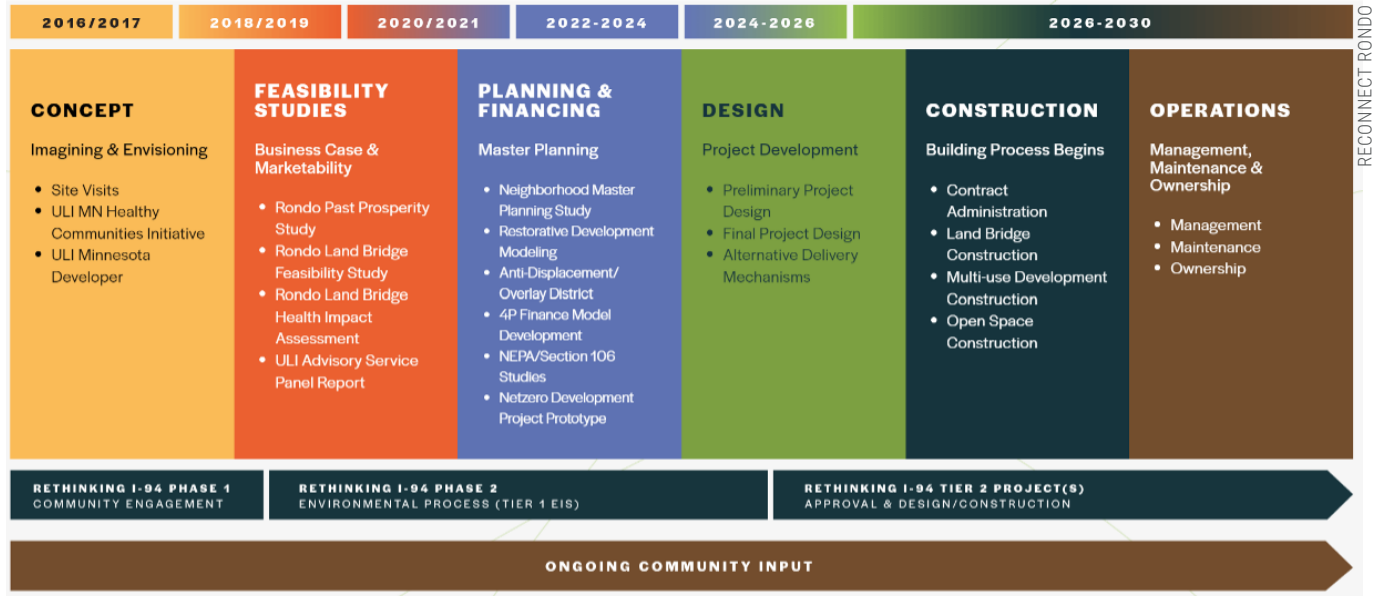 2016/2017
2018/2019
2020/2021
2022-2024
2024-2026
2026-2030
RECONNECT RONDO
CONCEPT
Imagining & Envisioning
• Site Visits
• ULI MN Healthy
Communities Initiative
• ULI Minnesota
Developer
FEASIBILITY
STUDIES
Business Case &
Marketability
• Rondo Past Prosperity
Study
• Rondo Land Bridge
Feasibility Study
• Rondo Land Bridge
Health Impact
Assessment
• ULI Advisory Service
Panel Report
PLANNING &
FINANCING
Master Planning
• Neighborhood Master
Planning Study
• Restorative Development
Modeling
• Anti-Displacement/
Overlay District
• 4P Finance Model
Development
• NEPA/Section 106
Studies
• Netzero Development
Project Prototype
DESIGN
Project Development
• Preliminary Project
Design
• Final Project Design
• Alternative Delivery
Mechanisms
CONSTRUCTION
Building Process Begins
• Contract
Administration
• Land Bridge
Construction
• Multi-use Development
Construction
• Open Space
Construction
OPERATIONS
Management,
Maintenance &
Ownership
• Management
• Maintenance
• Ownership
RETHINKING I-94 PHASE 1
COMMUNITY ENGAGEMENT
RETHINKING I-94 PHASE 2
ENVIRONMENTAL PROCESS (TIER 1 EIS)
RETHINKING I-94 TIER 2 PROJECT(S)
APPROVAL & DESIGN/CONSTRUCTION
ONGOING COMMUNITY INPUT